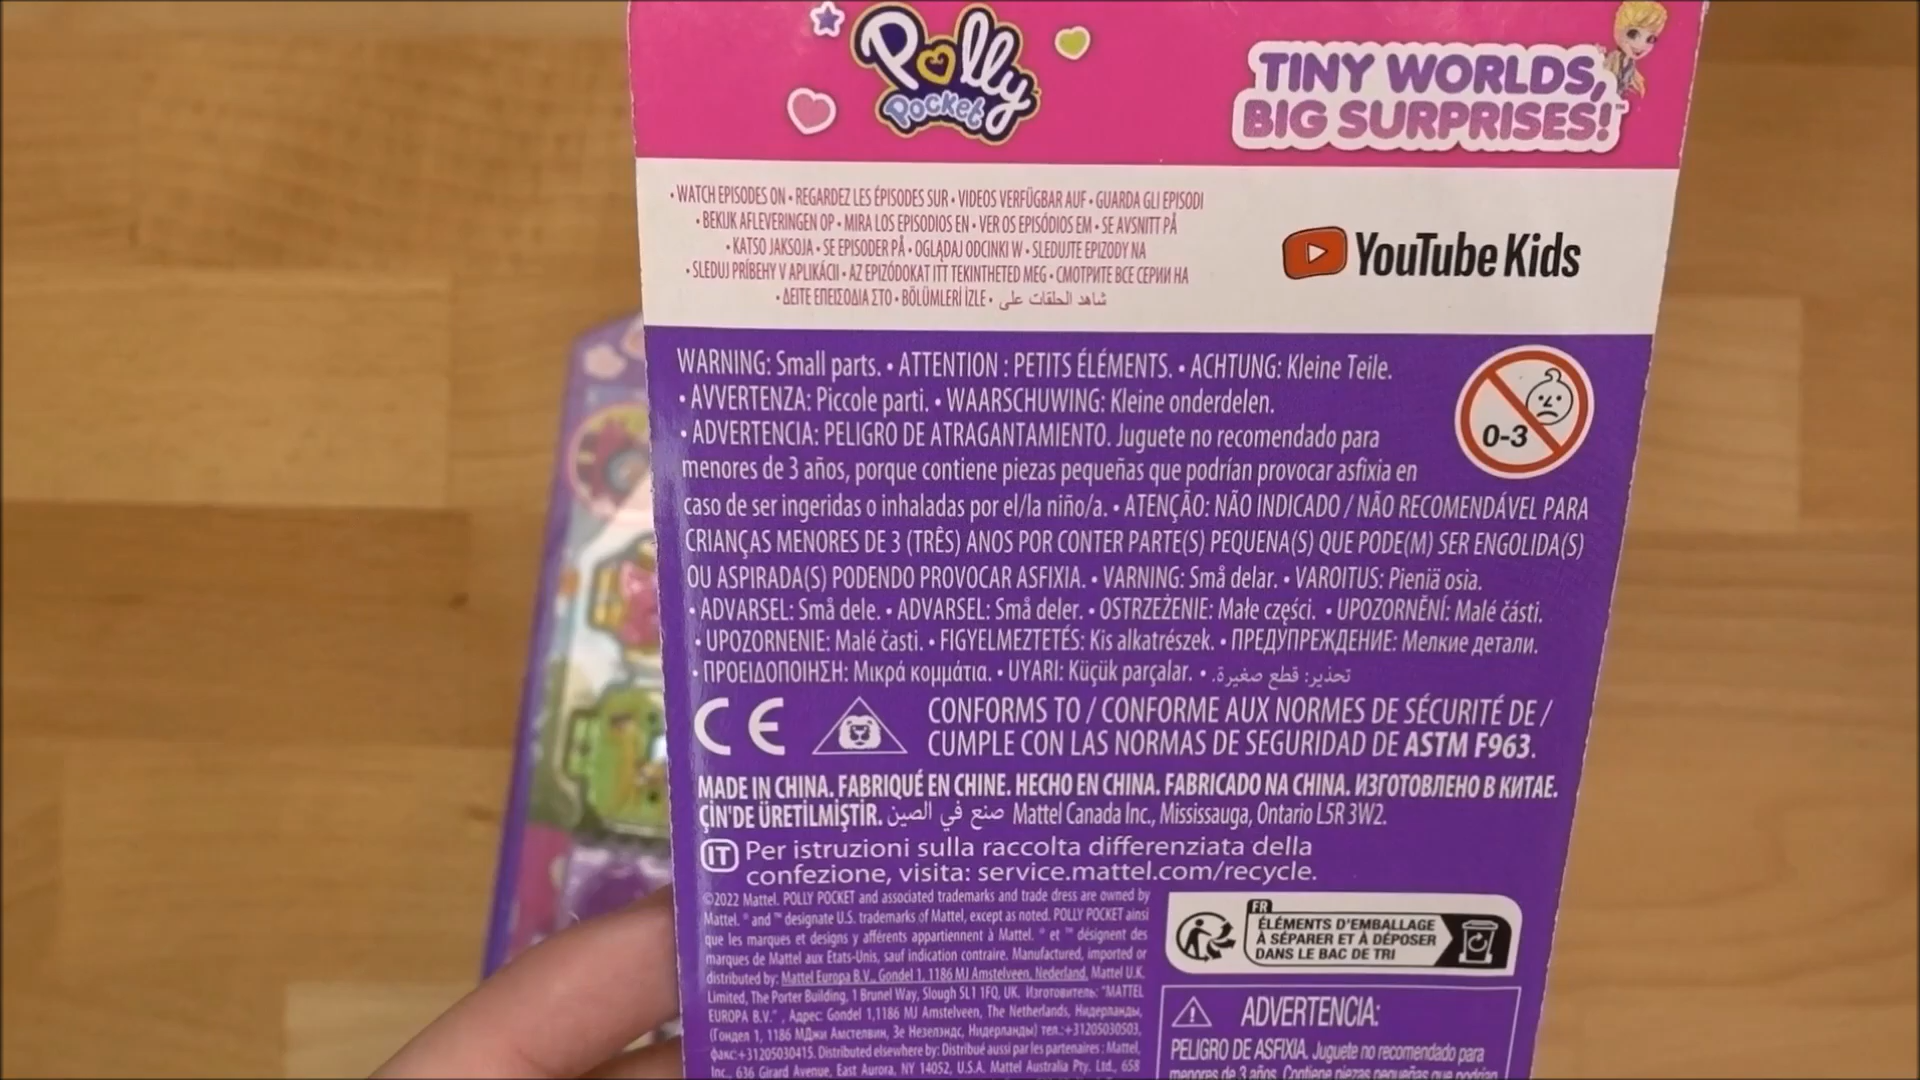 Polly
Pocket
TINY WORLDS,
BIG SURPRISES!™
• WATCH EPISODES ON • REGARDEZ LES ÉPISODES SUR • VIDEOS VERFÜGBAR AUF • GUARDA GLI EPISODI
• BEKIJK AFLEVERINGEN OP • MIRA LOS EPISODIOS EN • VER OS EPISÓDIOS EM • SE AVSNITT PÅ
• KATSO JAKSOJA • SE EPISODER PÅ • OGLĄDAJ ODCINKI W • SLEDUJTE EPIZODY NA
• SLEDUJ PRÍBEHY V APLIKÁCII • AZ EPIZÓDOKAT ITT TEKINTHETED MEG • СМОТРИТЕ ВСЕ СЕРИИ НА
• ΔΕΙΤΕ ΕΠΕΙΣΟΔΙΑ ΣΤΟ • BÖLÜMLERİ İZLE • شاهد الحلقات على
YouTube Kids
WARNING: Small parts. • ATTENTION : PETITS ÉLÉMENTS. • ACHTUNG: Kleine Teile.
• AVVERTENZA: Piccole parti. • WAARSCHUWING: Kleine onderdelen.
• ADVERTENCIA: PELIGRO DE ATRAGANTAMIENTO. Juguete no recomendado para
menores de 3 años, porque contiene piezas pequeñas que podrían provocar asfixia en
caso de ser ingeridas o inhaladas por el/la niño/a. • ATENÇÃO: NÃO INDICADO / NÃO RECOMENDÁVEL PARA
CRIANÇAS MENORES DE 3 (TRÊS) ANOS POR CONTER PARTE(S) PEQUENA(S) QUE PODE(M) SER ENGOLIDA(S)
OU ASPIRADA(S) PODENDO PROVOCAR ASFIXIA. • VARNING: Små delar. • VAROITUS: Pieniä osia.
• ADVARSEL: Små dele. • ADVARSEL: Små deler. • OSTRZEŻENIE: Małe części. • UPOZORNĚNÍ: Malé části.
• UPOZORNENIE: Malé časti. • FIGYELMEZTETÉS: Kis alkatrészek. • ПРЕДУПРЕЖДЕНИЕ: Мелкие детали.
• ΠΡΟΕΙΔΟΠΟΙΗΣΗ: Μικρά κομμάτια. • UYARI: Küçük parçalar. • تحذير: قطع صغيرة.
0-3
CE
CONFORMS TO / CONFORME AUX NORMES DE SÉCURITÉ DE /
CUMPLE CON LAS NORMAS DE SEGURIDAD DE ASTM F963.
MADE IN CHINA. FABRIQUÉ EN CHINE. HECHO EN CHINA. FABRICADO NA CHINA. ИЗГОТОВЛЕНО В КИТАЕ.
ÇİN'DE ÜRETİLMİŞTİR. صنع في الصين Mattel Canada Inc., Mississauga, Ontario L5R 3W2.
IT Per istruzioni sulla raccolta differenziata della
confezione, visita: service.mattel.com/recycle.
©2022 Mattel. POLLY POCKET and associated trademarks and trade dress are owned by
Mattel. ® and ™ designate U.S. trademarks of Mattel, except as noted. POLLY POCKET ainsi
que les marques et designs y afférents appartiennent à Mattel. ® et ™ désignent des
marques de Mattel aux États-Unis, sauf indication contraire. Manufactured, imported or
distributed by: Mattel Europa B.V., Gondel 1, 1186 MJ Amstelveen, Nederland. Mattel U.K.
Limited, The Porter Building, 1 Brunel Way, Slough SL1 1FQ, UK. Изготовитель: "MATTEL
EUROPA B.V." , Адрес: Gondel 1,1186 MJ Amstelveen, The Netherlands, Нидерланды,
(Гондел 1, 1186 МДжи Амстелвин, Зе Незелэндс, Нидерланды) тел.:+31205030503,
факс:+31205030415. Distributed elsewhere by: Distribué aussi par les partenaires : Mattel,
Inc., 636 Girard Avenue, East Aurora, NY 14052, U.S.A. Mattel Australia Pty. Ltd., 658
FR
ÉLÉMENTS D'EMBALLAGE
À SÉPARER ET À DÉPOSER
DANS LE BAC DE TRI
ADVERTENCIA:
PELIGRO DE ASFIXIA. Juguete no recomendado para
menores de 3 años. Contiene piezas pequeñas que podrían